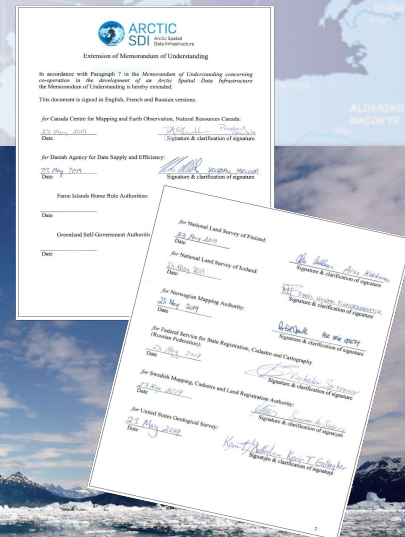 ARCTIC
SDI Arctic Spatial
Data Infrastructure
Extension of Memorandum of Understanding
In accordance with Paragraph 7 in the Memorandum of Understanding concerning
co-operation in the development of an Arctic Spatial Data Infrastructure
the Memorandum of Understanding is hereby extended.
This document is signed in English, French and Russian versions.
for Canada Centre for Mapping and Earth Observation, Natural Resources Canada:
23 May 2019
Date Signature & clarification of signature
for Danish Agency for Data Supply and Efficiency:
23 May 2019
Date Signature & clarification of signature
Faroe Islands Home Rule Authorities:
Date
Greenland Self-Government Authoriti
Date
for National Land Survey of Finland:
23 May 2019 Arvo Kokkonen
Date Signature & clarification of signature
for National Land Survey of Iceland:
23 May 2019
Date Signature & clarification of signature
for Norwegian Mapping Authority:
23 May 2019
Date Signature & clarification of signature
for Federal Service for State Registration, Cadastre and Cartography
(Russian Federation):
23 May 2019
Date Signature & clarification of signature
for Swedish Mapping, Cadastre and Land Registration Authority:
23 May 2019
Date Signature & clarification of signature
for United States Geological Survey:
23 May 2019 Kevin T. Gallagher
Date Signature & clarification of signature
2
ALDANSKO
NAGOR'YE